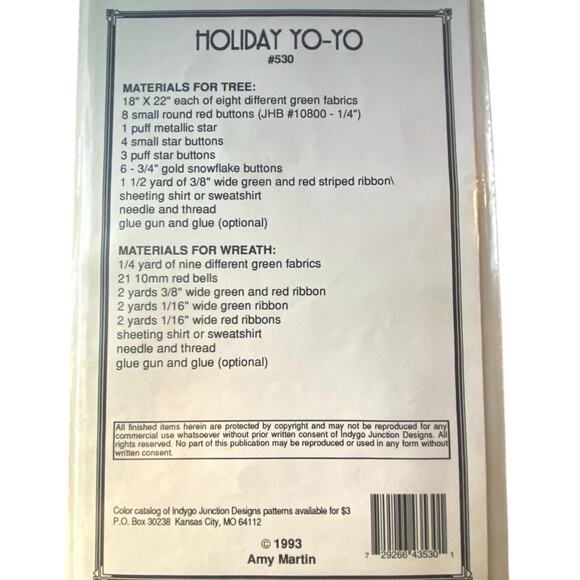 HOLIDAY YO-YO
#530
MATERIALS FOR TREE:
18" X 22" each of eight different green fabrics
8 small round red buttons (JHB #10800 - 1/4")
1 puff metallic star
4 small star buttons
3 puff star buttons
6 - 3/4" gold snowflake buttons
1 1/2 yard of 3/8" wide green and red striped ribbon\
sheeting shirt or sweatshirt
needle and thread
glue gun and glue (optional)
MATERIALS FOR WREATH:
1/4 yard of nine different green fabrics
21 10mm red bells
2 yards 3/8" wide green and red ribbon
2 yards 1/16" wide green ribbon
2 yards 1/16" wide red ribbons
sheeting shirt or sweatshirt
needle and thread
glue gun and glue (optional)
All finished items herein are protected by copyright and may not be reproduced for any
commercial use whatsoever without prior written consent of Indygo Junction Designs. All
rights reserved. No part of this publication may be reproduced or used in any form without
written consent.
Color catalog of Indygo Junction Designs patterns available for $3
P.O. Box 30238 Kansas City, MO 64112
© 1993
Amy Martin
7 29266 43530 1